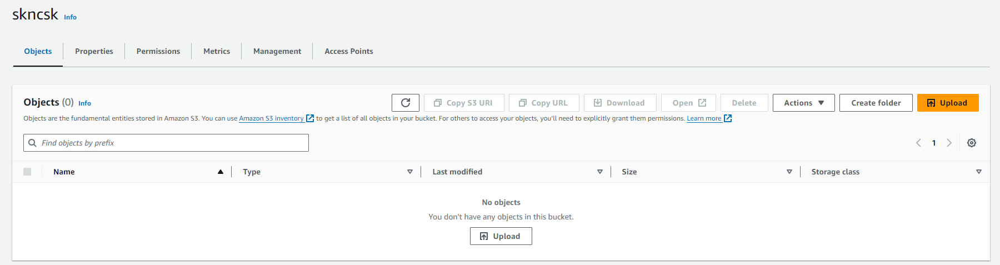 skncsk Info
Objects Properties Permissions Metrics Management Access Points
Objects (0) Info Copy S3 URI Copy URL Download Open Delete Actions Create folder Upload
Objects are the fundamental entities stored in Amazon S3. You can use Amazon S3 inventory to get a list of all objects in your bucket. For others to access your objects, you'll need to explicitly grant them permissions. Learn more
Find objects by prefix 1
Name Type Last modified Size Storage class
No objects
You don't have any objects in this bucket.
Upload